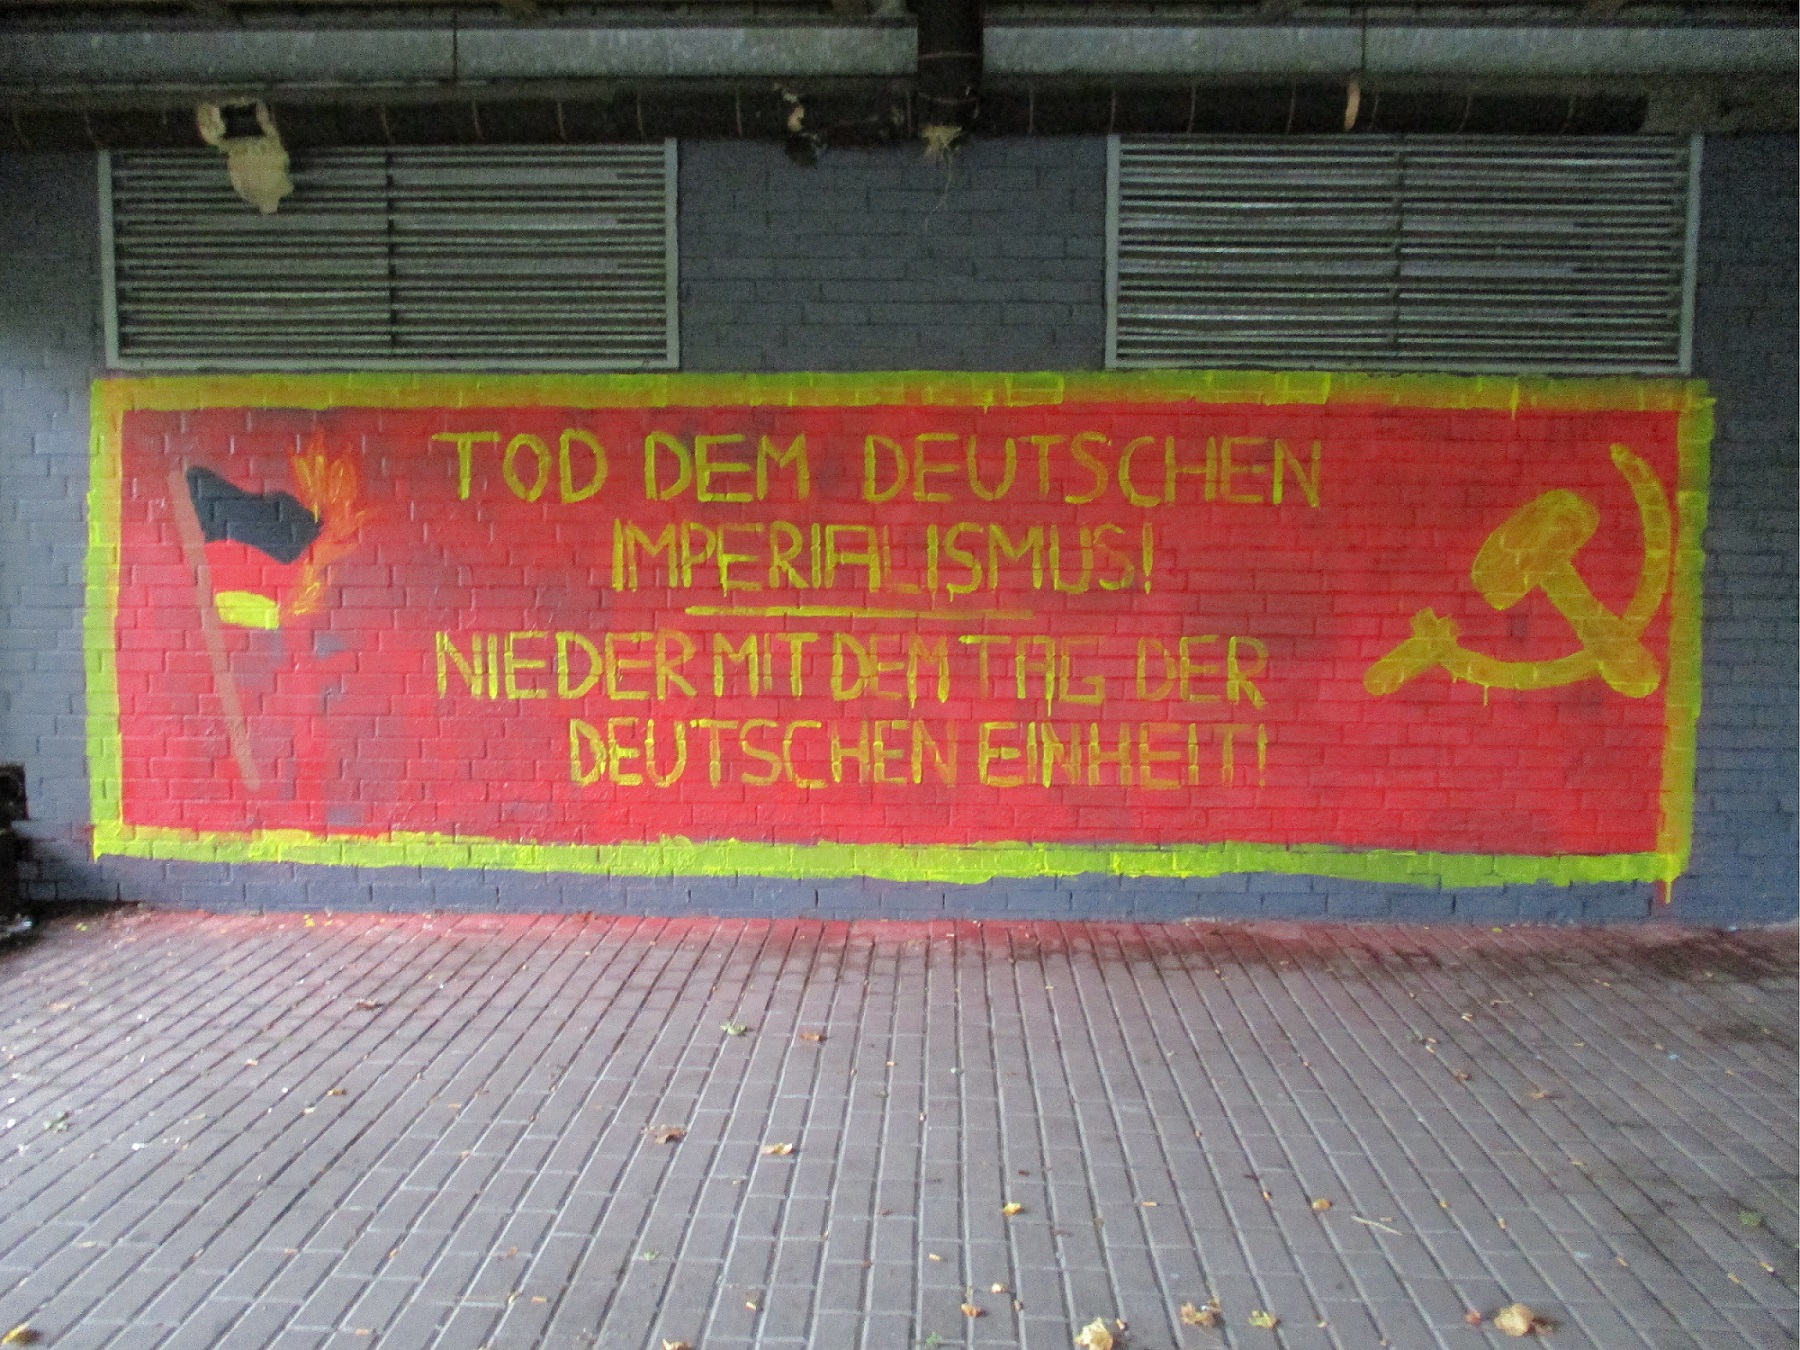 TOD DEM DEUTSCHEN
IMPERIALISMUS!
NIEDER MIT DEM TAG DER
DEUTSCHEN EINHEIT!